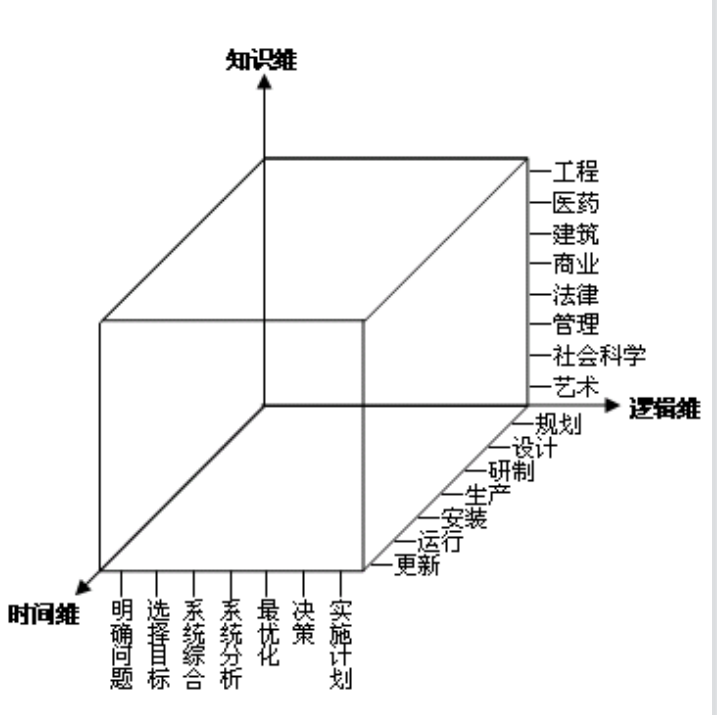 知识维
工程
医药
建筑
商业
法律
管理
社会科学
艺术
逻辑维
规划
设计
研制
生产
安装
运行
更新
时间维
明确问题
选择目标
系统综合
系统分析
最优化
决策
实施计划